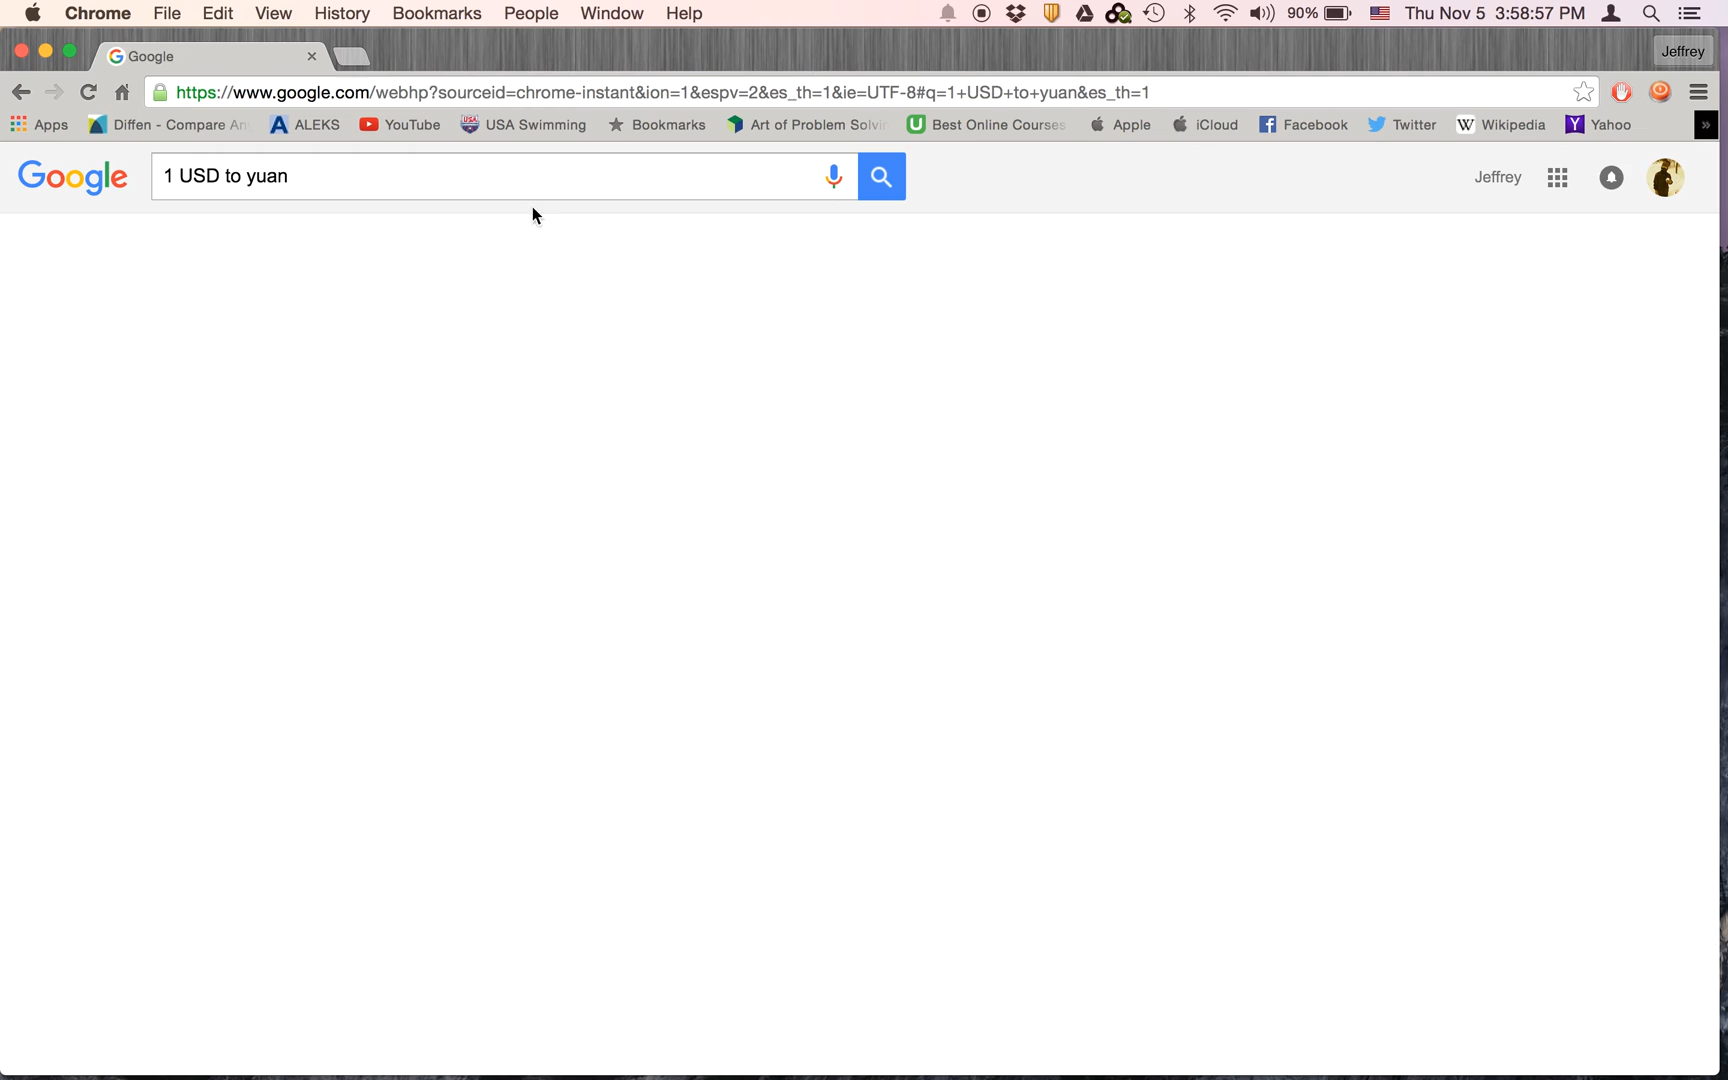 Chrome File Edit View History Bookmarks People Window Help 90% Thu Nov 5 3:58:57 PM
Google Jeffrey
https://www.google.com/webhp?sourceid=chrome-instant&ion=1&espv=2&es_th=1&ie=UTF-8#q=1+USD+to+yuan&es_th=1
Apps Diffen - Compare An ALEKS YouTube USA Swimming Bookmarks Art of Problem Solvi Best Online Courses Apple iCloud Facebook Twitter Wikipedia Yahoo »
Google 1 USD to yuan Jeffrey